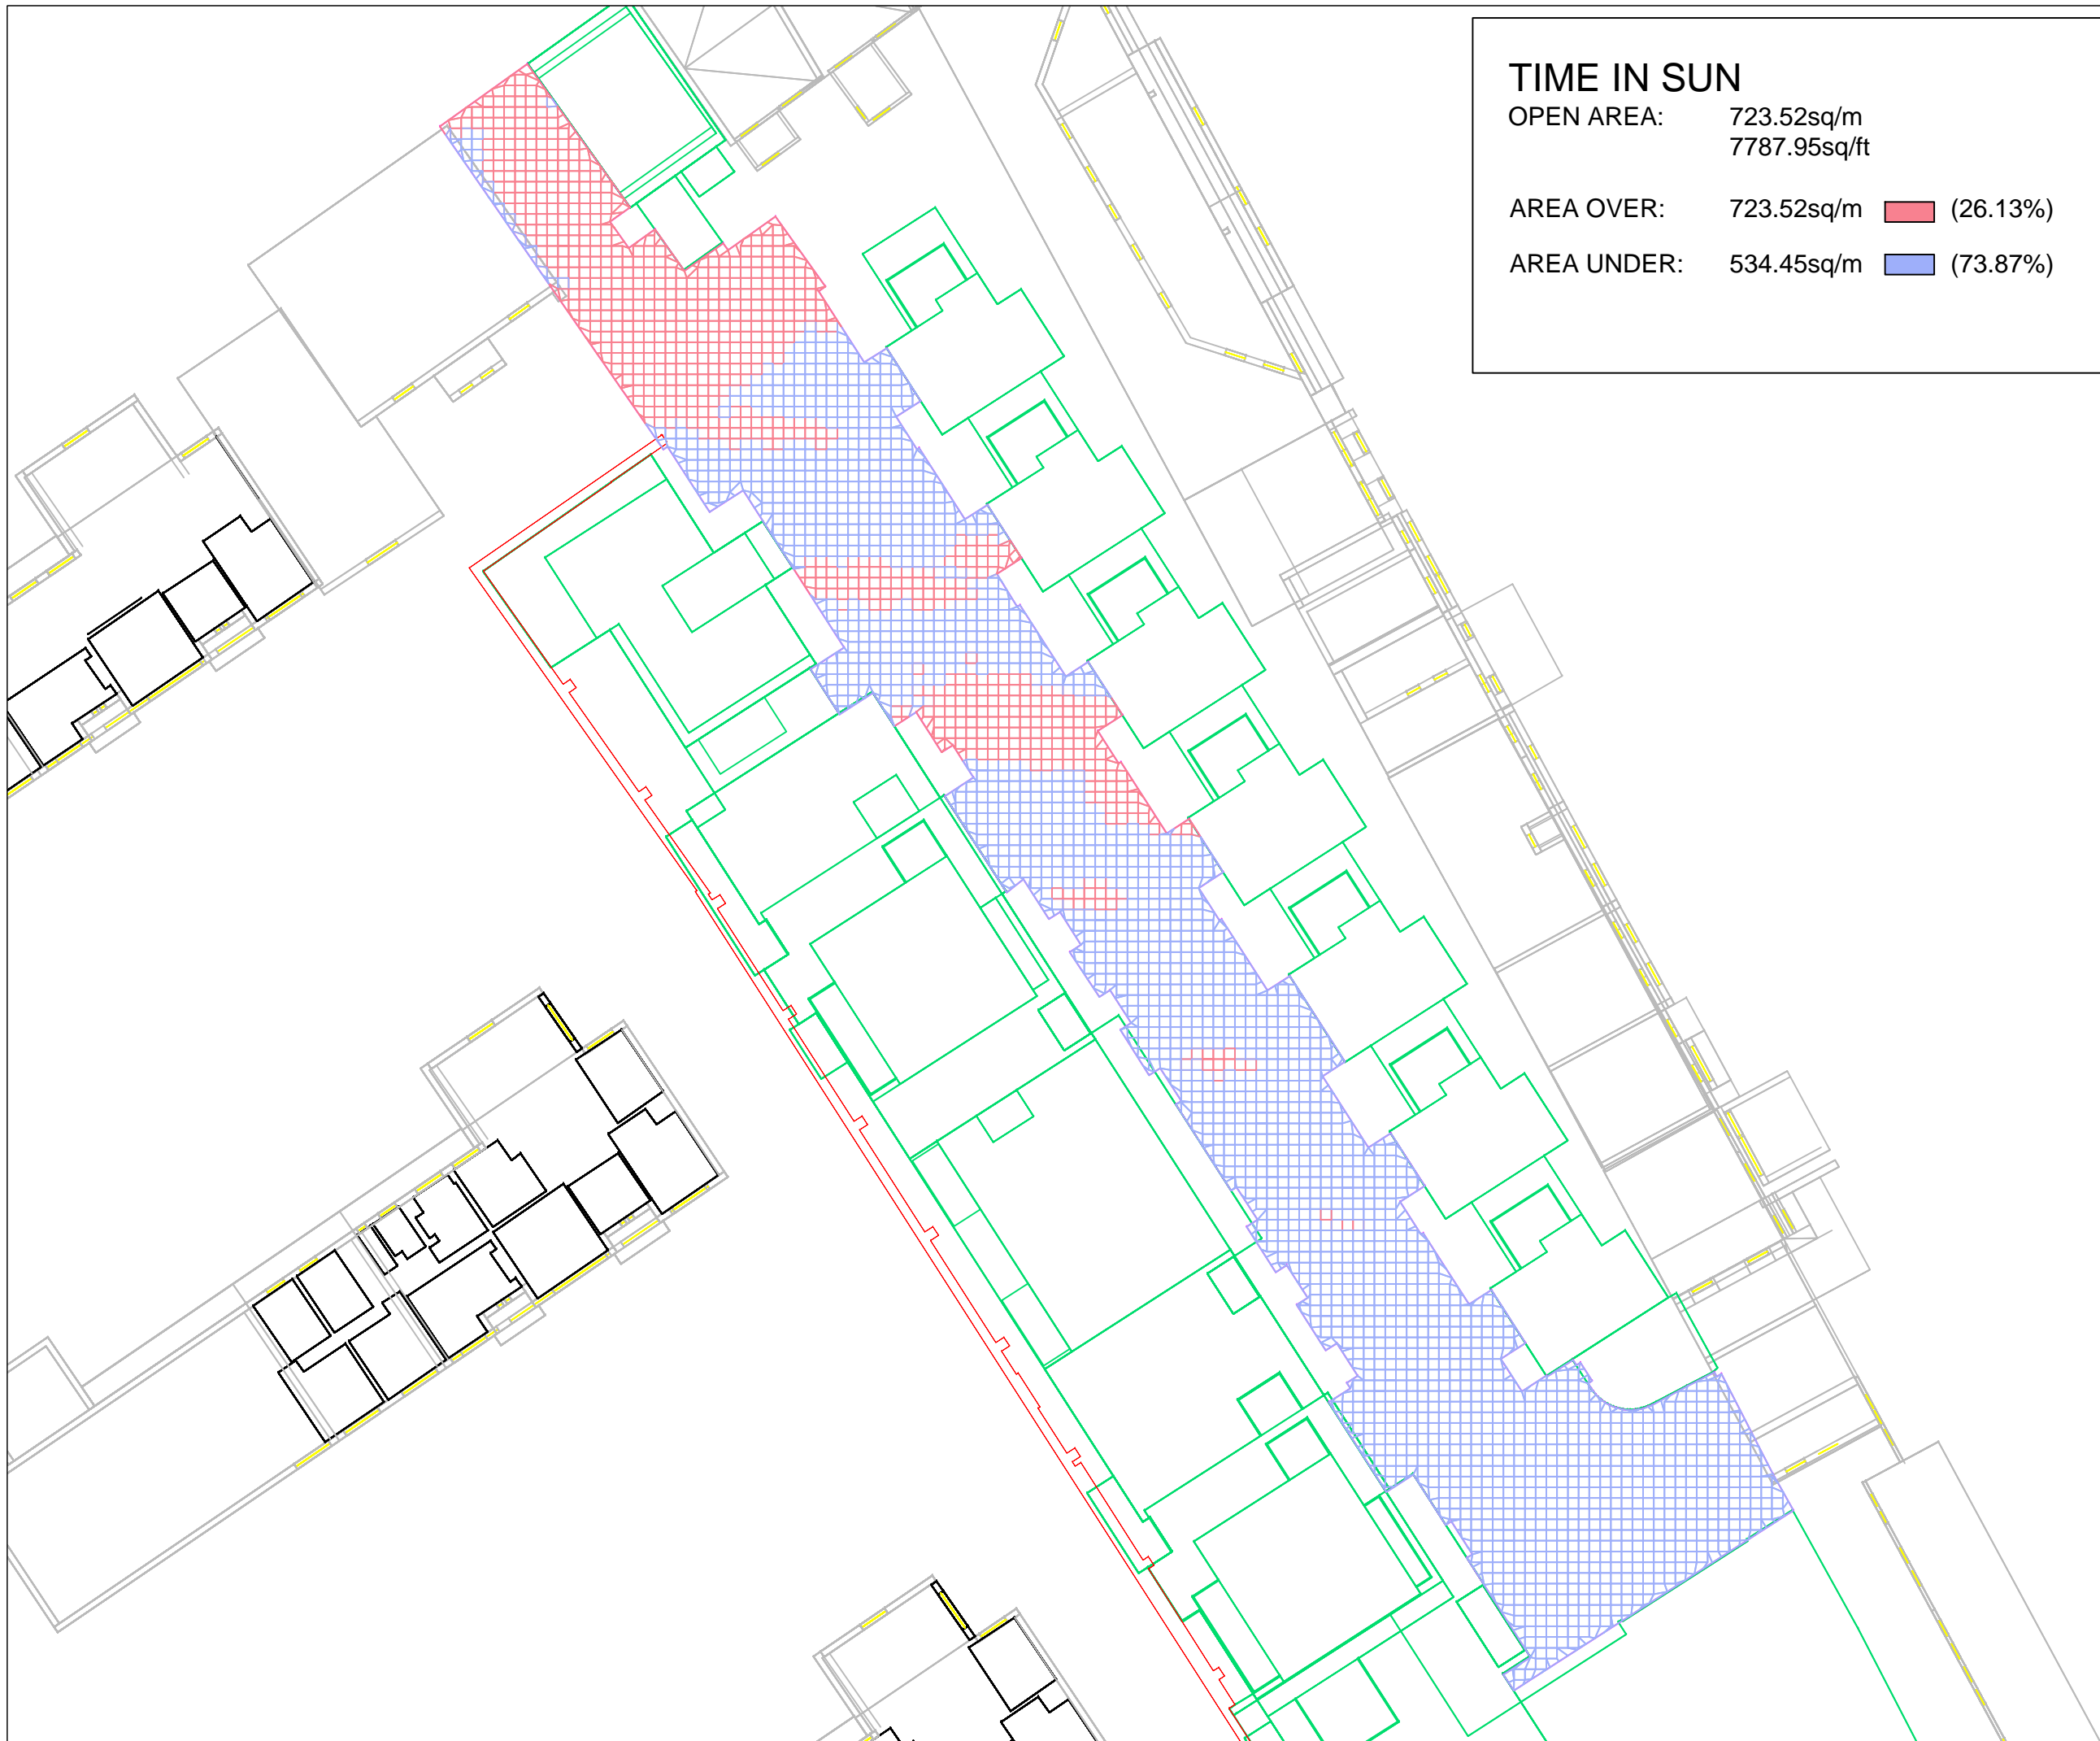 TIME IN SUN
OPEN AREA: 723.52sq/m
7787.95sq/ft
AREA OVER: 723.52sq/m (26.13%)
AREA UNDER: 534.45sq/m (73.87%)